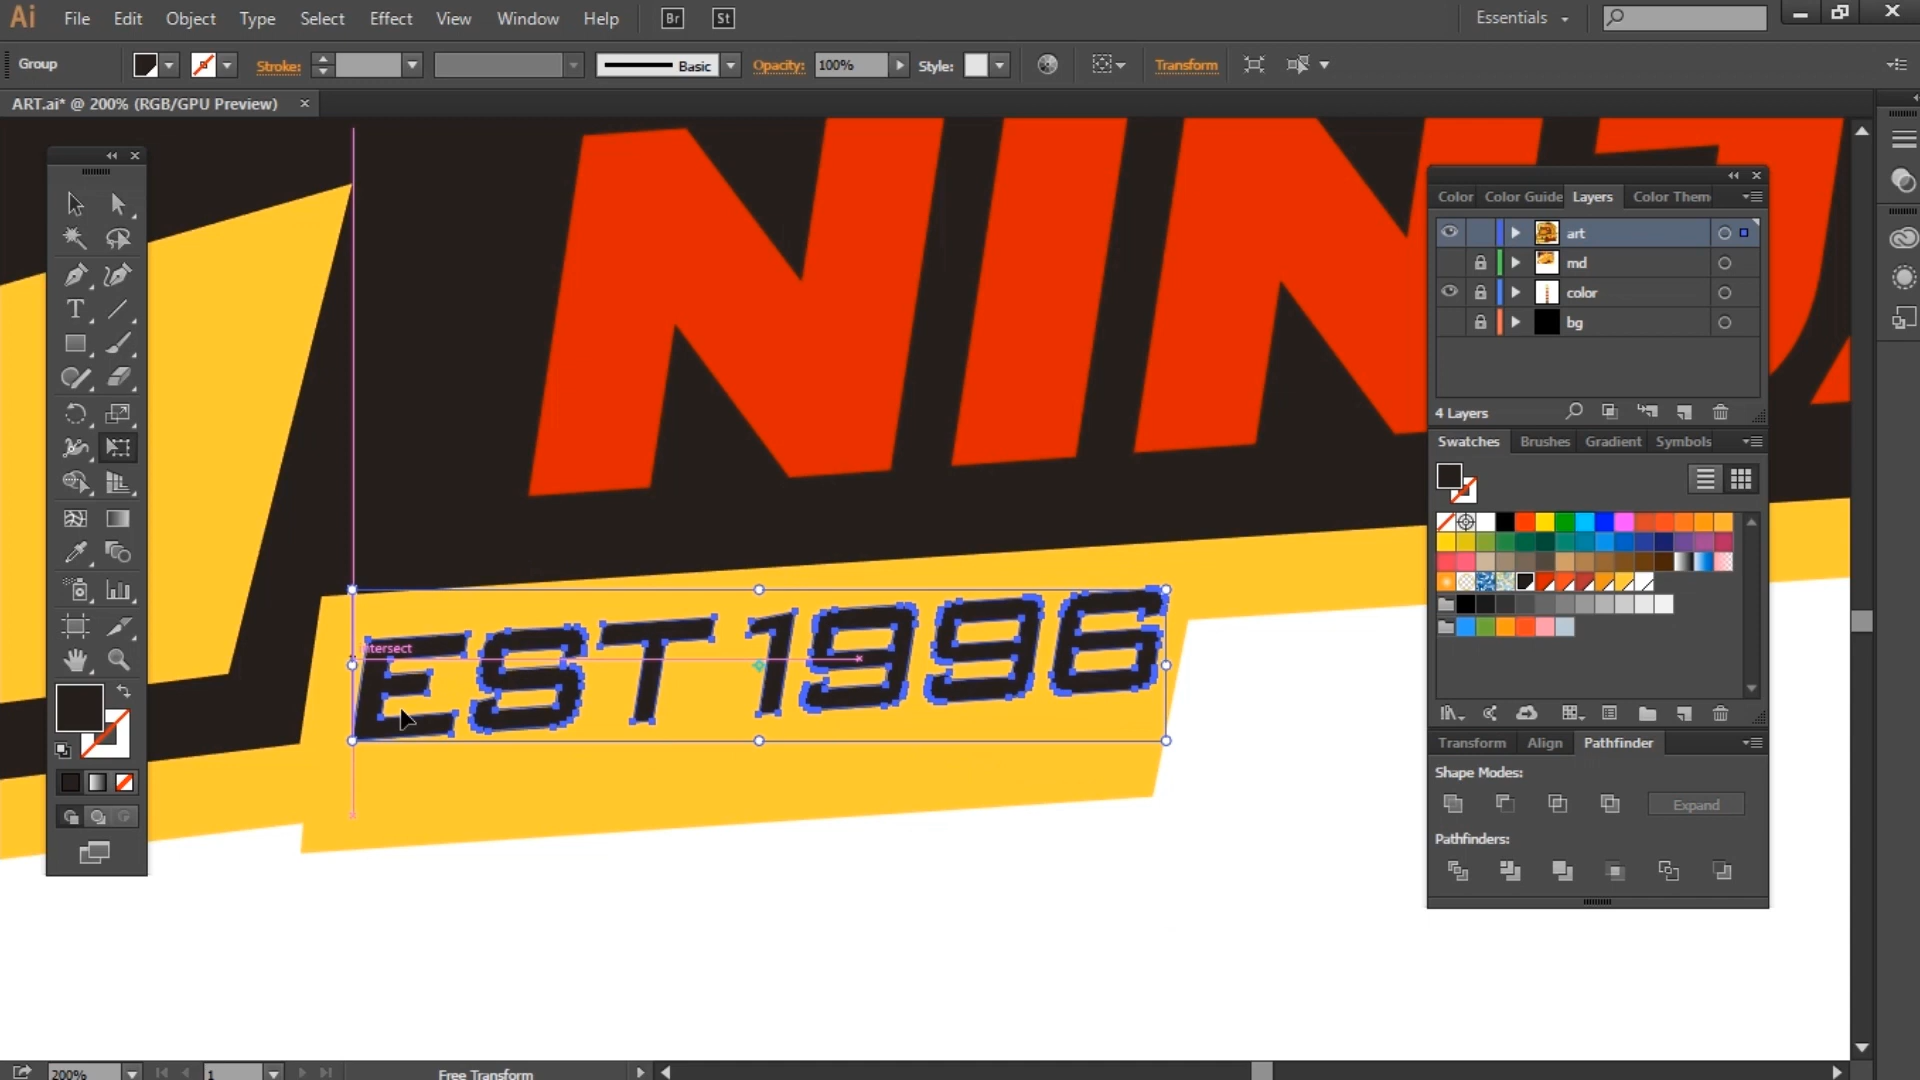 Ai File Edit Object Type Select Effect View Window Help Br St Essentials
Group Stroke: Basic Opacity: 100% Style: Transform
ART.ai* @ 200% (RGB/GPU Preview)
NIN
EST 1996
intersect
Color Color Guide Layers Color Them
art
md
color
bg
4 Layers
Swatches Brushes Gradient Symbols
Transform Align Pathfinder
Shape Modes:
Expand
Pathfinders:
200% 1 Free Transform